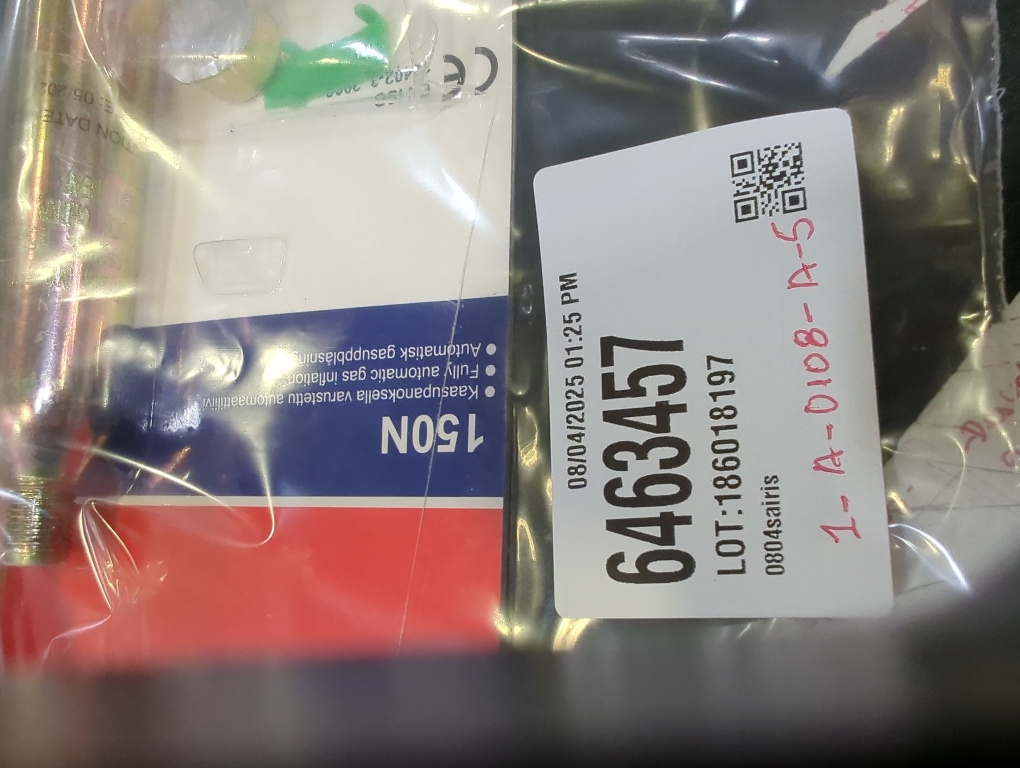 08/04/2025 01:25 PM
6463457
LOT:186018197
0804sairis
1- A-0108-A-5
150N
● Kaasupanoksella varustettu automaattiliivi
● Fully automatic gas inflation
● Automatisk gasuppblåsning
CE